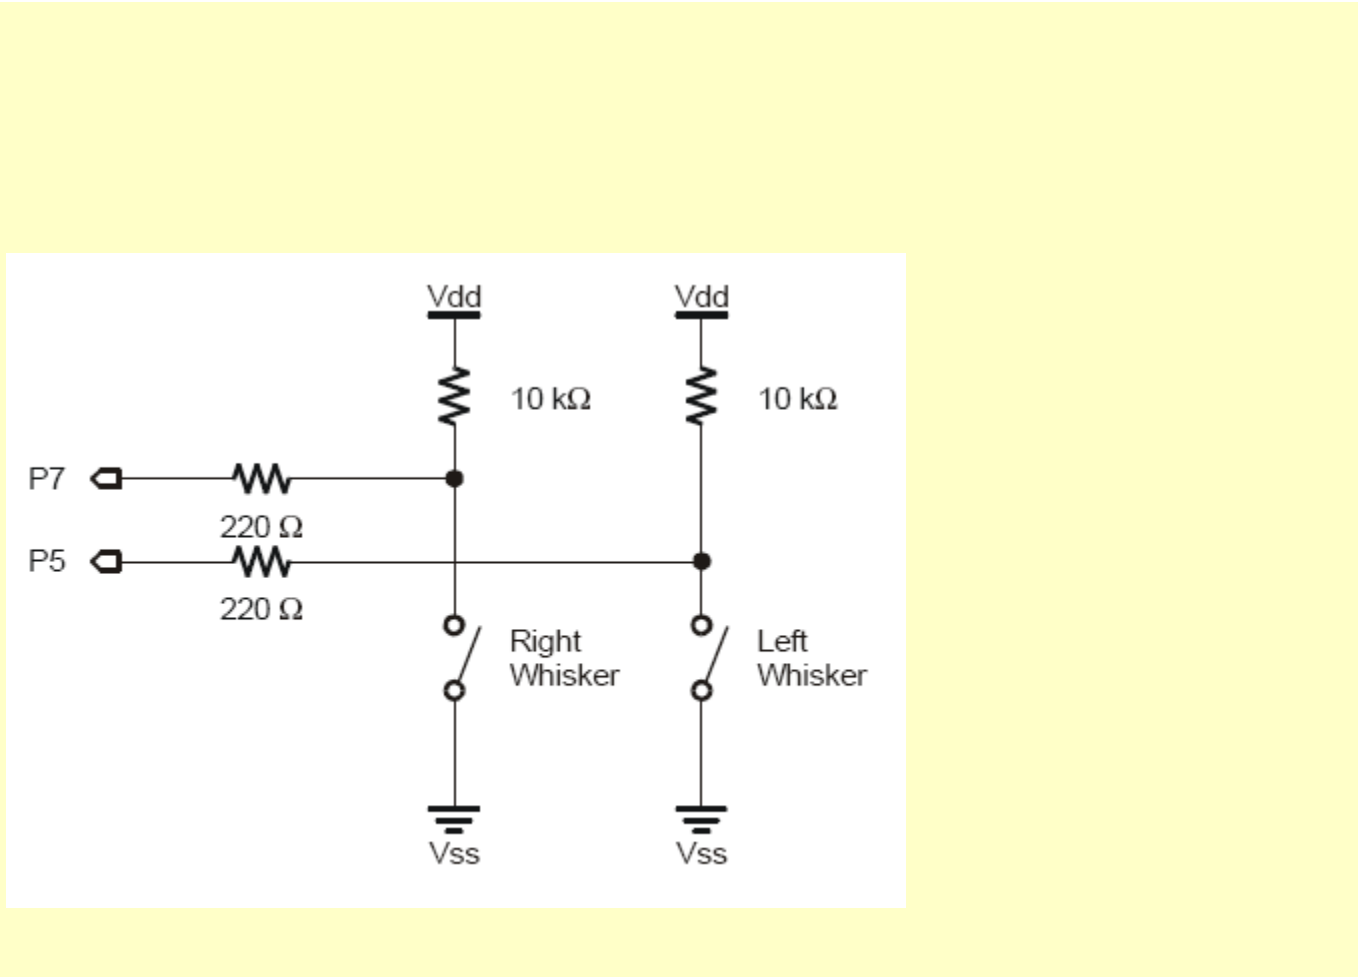 Vdd Vdd
10 kΩ 10 kΩ
P7
220 Ω
P5
220 Ω
Right Left
Whisker Whisker
Vss Vss